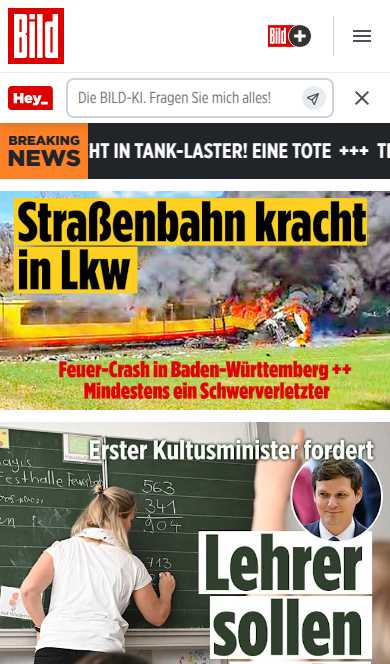 Bild
Bild +
Hey_
Die BILD-KI. Fragen Sie mich alles!
BREAKING
NEWS
HT IN TANK-LASTER! EINE TOTE +++ T
Straßenbahn kracht
in Lkw
Feuer-Crash in Baden-Württemberg ++
Mindestens ein Schwerverletzter
Erster Kultusminister fordert
563
341
904
713
Lehrer
sollen